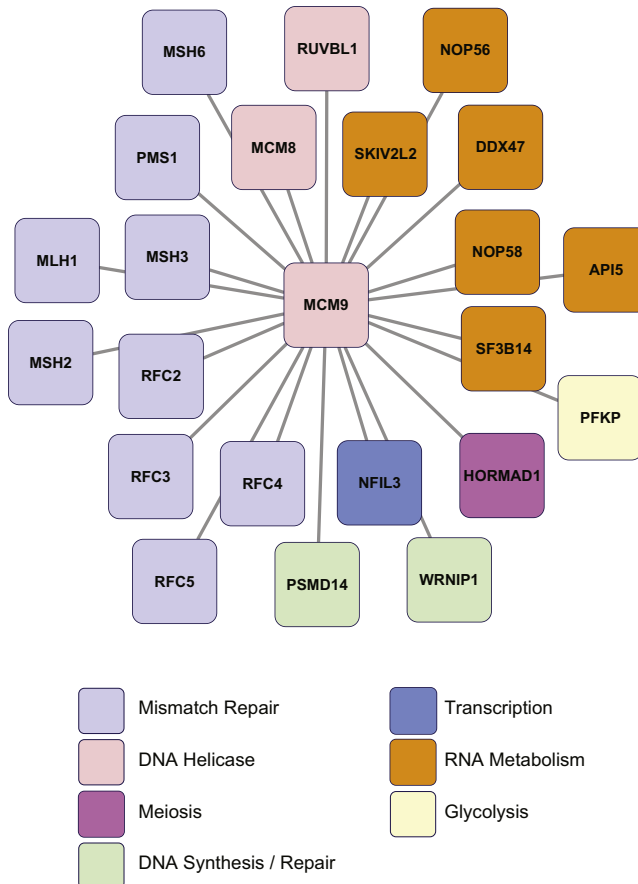 MSH6
RUVBL1
NOP56
PMS1
MCM8
SKIV2L2
DDX47
MLH1
MSH3
NOP58
API5
MCM9
MSH2
RFC2
SF3B14
PFKP
RFC3
RFC4
NFIL3
HORMAD1
RFC5
PSMD14
WRNIP1
Mismatch Repair
DNA Helicase
Meiosis
DNA Synthesis / Repair
Transcription
RNA Metabolism
Glycolysis